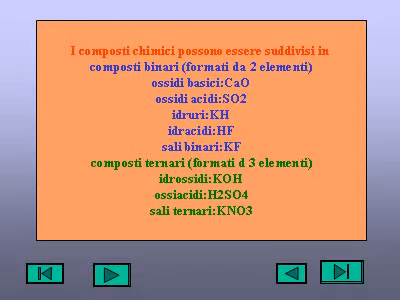 I composti chimici possono essere suddivisi in
composti binari (formati da 2 elementi)
ossidi basici:CaO
ossidi acidi:SO2
idruri:KH
idracidi:HF
sali binari:KF
composti ternari (formati d 3 elementi)
idrossidi:KOH
ossiacidi:H2SO4
sali ternari:KNO3